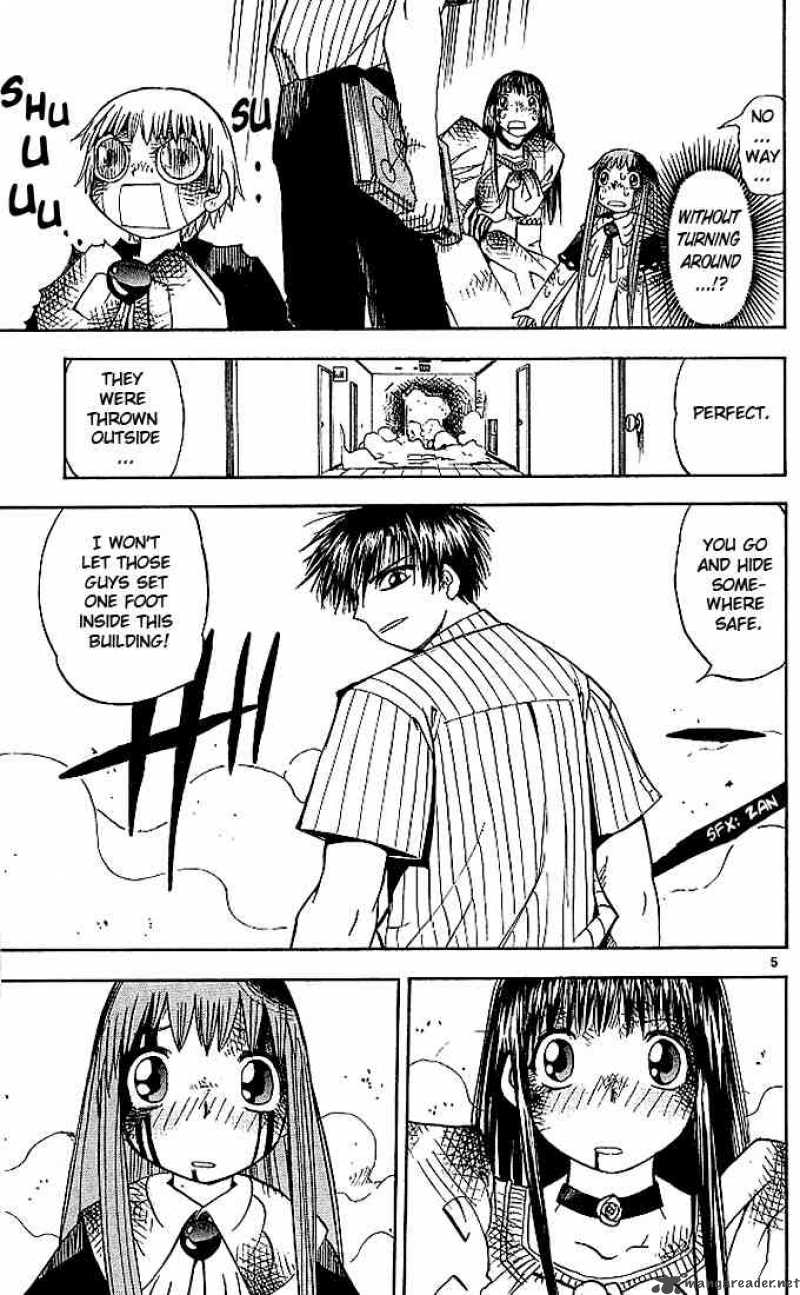 NO
...
WAY
...
WITHOUT
TURNING
AROUND
...!?
SU
...
SHU
U
UU...
PERFECT.
THEY
WERE
THROWN
OUTSIDE
...
YOU GO
AND HIDE
SOME-
WHERE
SAFE.
I WON'T
LET THOSE
GUYS SET
ONE FOOT
INSIDE THIS
BUILDING!
SFX: ZAN
5
mangareader.net